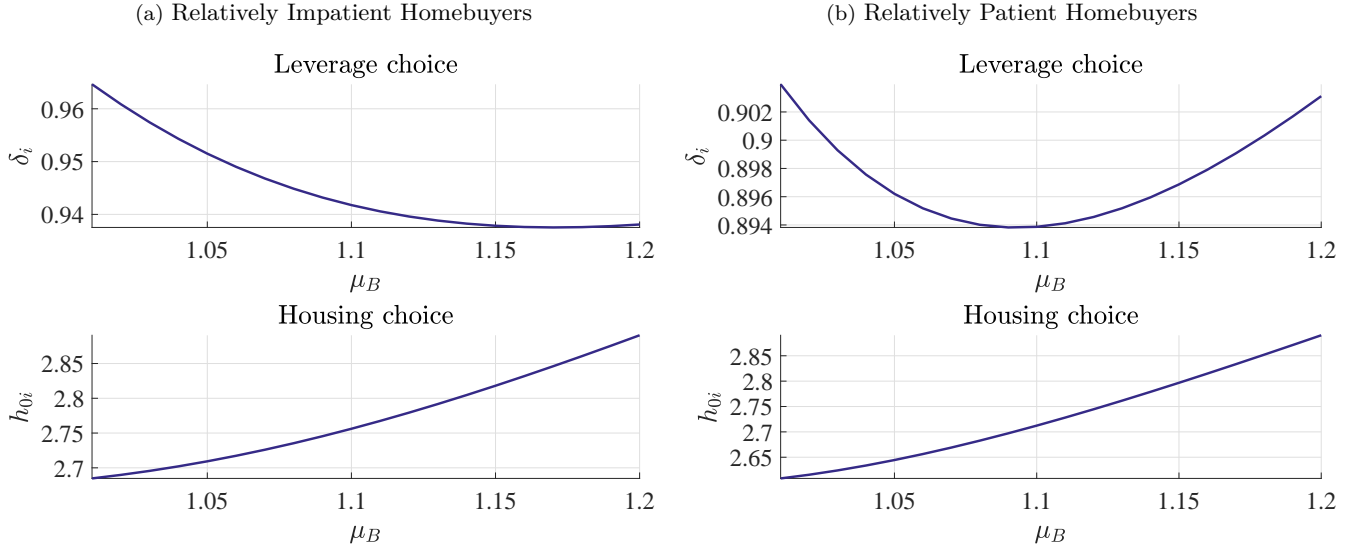 (a) Relatively Impatient Homebuyers
Leverage choice
0.96
0.95
0.94
δi
1.05 1.1 1.15 1.2
μB
Housing choice
2.85
2.8
2.75
2.7
h0i
1.05 1.1 1.15 1.2
μB
(b) Relatively Patient Homebuyers
Leverage choice
0.902
0.9
0.898
0.896
0.894
δi
1.05 1.1 1.15 1.2
μB
Housing choice
2.85
2.8
2.75
2.7
2.65
h0i
1.05 1.1 1.15 1.2
μB